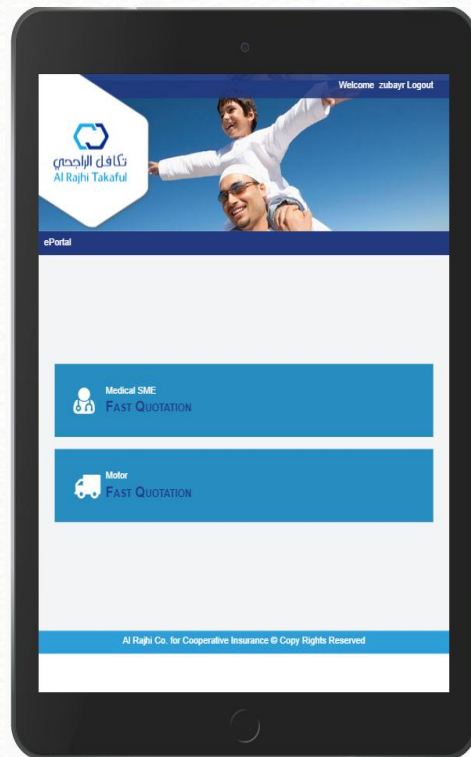 Welcome zubayr Logout
تكافل الراجحي
Al Rajhi Takaful
ePortal
Medical SME
FAST QUOTATION
Motor
FAST QUOTATION
Al Rajhi Co. for Cooperative Insurance © Copy Rights Reserved